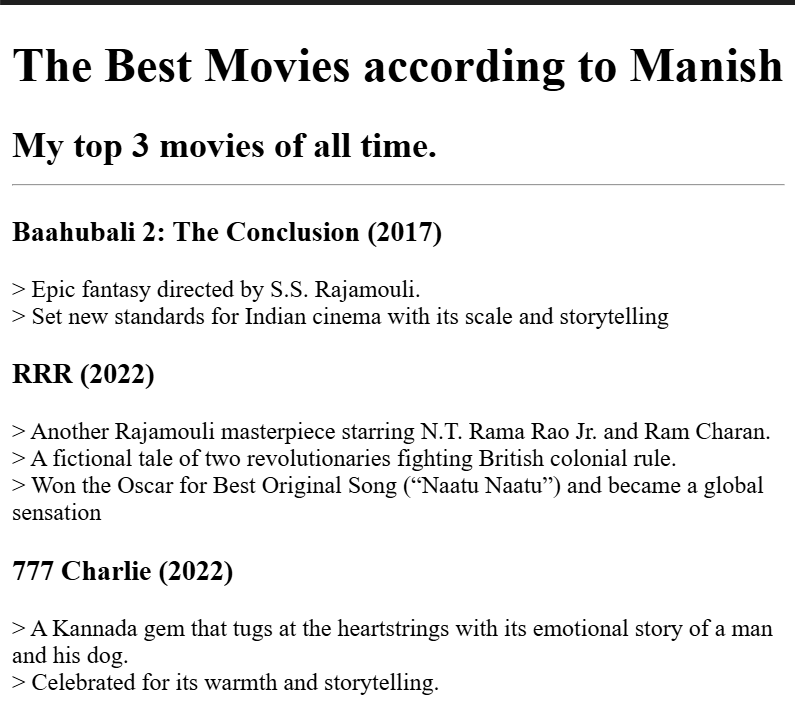 The Best Movies according to Manish
My top 3 movies of all time.
Baahubali 2: The Conclusion (2017)
> Epic fantasy directed by S.S. Rajamouli.
> Set new standards for Indian cinema with its scale and storytelling
RRR (2022)
> Another Rajamouli masterpiece starring N.T. Rama Rao Jr. and Ram Charan.
> A fictional tale of two revolutionaries fighting British colonial rule.
> Won the Oscar for Best Original Song (“Naatu Naatu”) and became a global
sensation
777 Charlie (2022)
> A Kannada gem that tugs at the heartstrings with its emotional story of a man
and his dog.
> Celebrated for its warmth and storytelling.